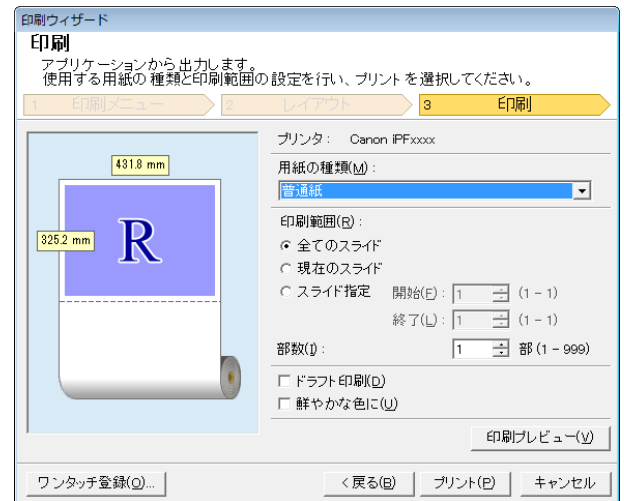 印刷ウィザード
印刷
アプリケーションから出力します。
使用する用紙の種類と印刷範囲の設定を行い、プリントを選択してください。
1 印刷メニュー 2 レイアウト 3 印刷
プリンタ: Canon iPFxxxx
用紙の種類(M):
普通紙
431.8 mm
325.2 mm
R
印刷範囲(R):
全てのスライド
現在のスライド
スライド指定 開始(F): 1 (1 - 1)
終了(L): 1 (1 - 1)
部数(I): 1 部 (1 - 999)
ドラフト印刷(D)
鮮やかな色に(U)
印刷プレビュー(V)
ワンタッチ登録(O)... < 戻る(B) プリント(P) キャンセル